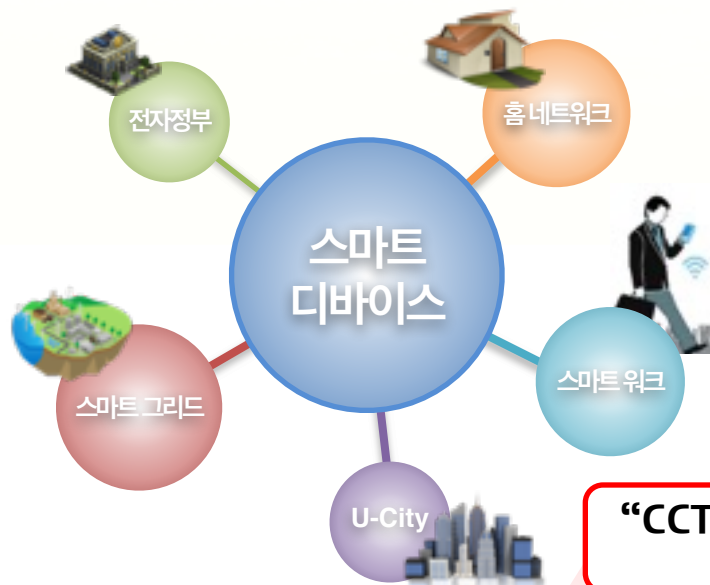 전자정부
홈 네트워크
스마트
디바이스
스마트 그리드
스마트 워크
U-City
“CCT